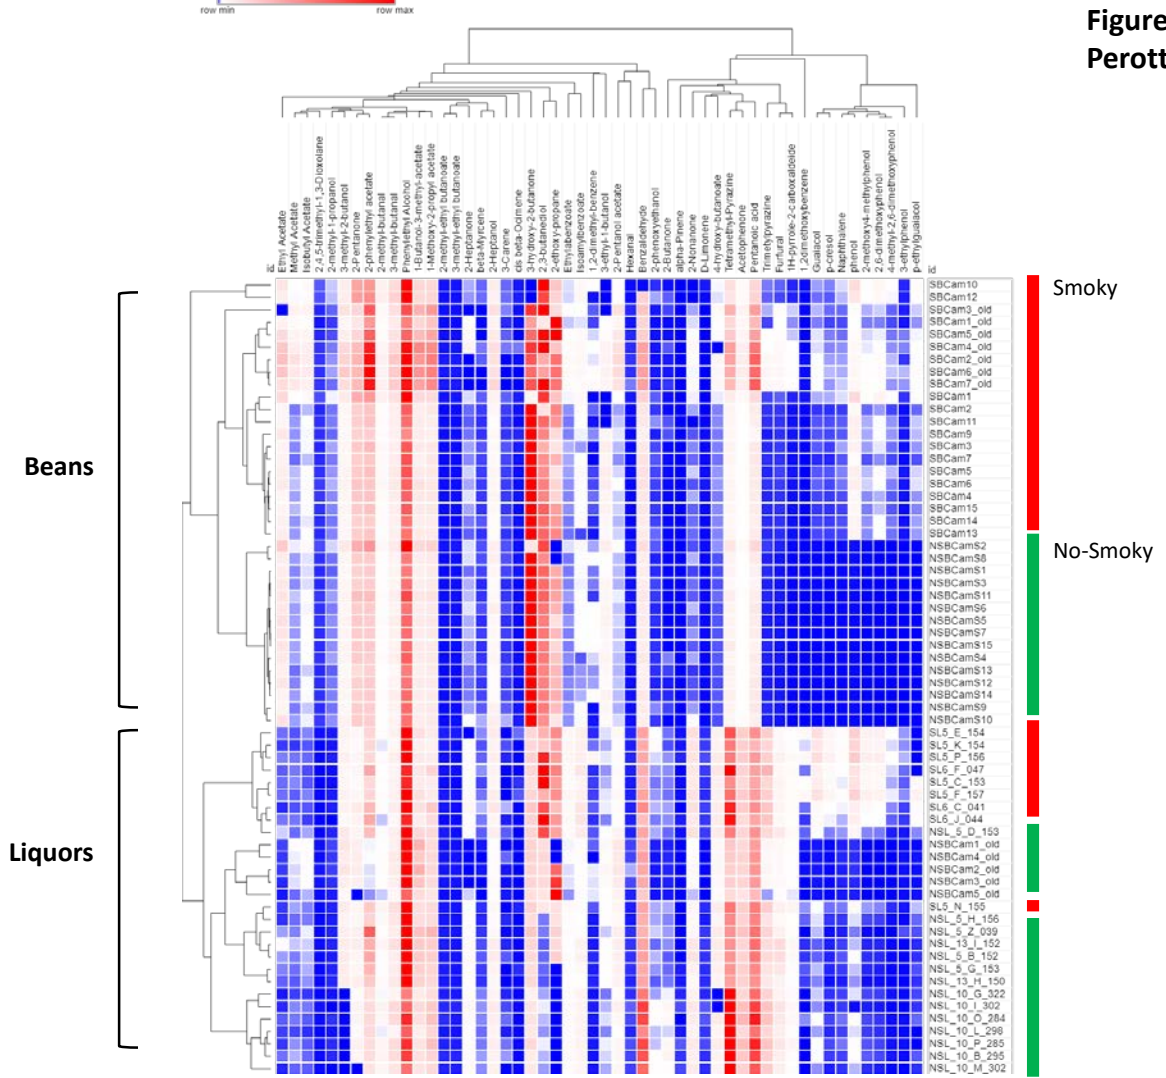 row min row max
Figure
Perott
id
Ethyl Acetate
Methyl Acetate
Isobutyl Acetate
2,4,5-trimethyl-1,3-Dioxolane
2-methyl-1-propanol
3-methyl-2-butanol
2-Pentanone
2-phenylethyl acetate
2-methyl-butanal
3-methyl-butanal
Phenylethyl Alcohol
1-Butanol-3-methyl-acetate
1-Methoxy-2-propyl acetate
2-methyl-ethyl butanoate
3-methyl-ethyl butanoate
2-Heptanone
beta-Myrcene
2-Heptanol
3-Carene
cis beta-Ocimene
3-hydroxy-2-butanone
2,3-butanediol
2-ethoxy-propane
Ethylabenzoate
Isoamylbenzoate
1,2-dimethyl-benzene
3-ethyl-1-butanol
2-Pentanol acetate
Hexanal
Benzaldehyde
2-phenoxyethanol
2-Butanone
alpha-Pinene
2-Nonanone
D-Limonene
4-hydroxy-butanoate
Tetramethyl-Pyrazine
Acetophenone
Pentanoic acid
Trimetylpyrazine
Furfural
1H-pyrrole-2-carboxaldeide
1,2dimethoxybenzene
Guaiacol
p-cresol
Naphthalene
phenol
2-methoxy4-methylphenol
2,6-dimethoxyphenol
4-methyl-2,6-dimethoxyphenol
3-ethylphenol
p-ethylguaiacol
id
SBCam10
SBCam12
SBCam3_old
SBCam1_old
SBCam5_old
SBCam4_old
SBCam2_old
SBCam6_old
SBCam7_old
SBCam1
SBCam2
SBCam11
SBCam9
SBCam3
SBCam7
SBCam5
SBCam6
SBCam4
SBCam15
SBCam14
SBCam13
NSBCamS2
NSBCamS8
NSBCamS1
NSBCamS3
NSBCamS11
NSBCamS6
NSBCamS5
NSBCamS7
NSBCamS15
NSBCamS4
NSBCamS13
NSBCamS12
NSBCamS14
NSBCamS9
NSBCamS10
SL5_E_154
SL5_K_154
SL5_P_156
SL6_F_047
SL5_C_153
SL5_F_157
SL6_C_041
SL6_J_044
NSL_5_D_153
NSBCam1_old
NSBCam4_old
NSBCam2_old
NSBCam3_old
NSBCam5_old
SL5_N_155
NSL_5_H_156
NSL_5_Z_039
NSL_13_I_152
NSL_5_B_152
NSL_5_G_153
NSL_13_H_150
NSL_10_G_322
NSL_10_I_302
NSL_10_O_284
NSL_10_L_298
NSL_10_P_285
NSL_10_B_295
NSL_10_M_302
Smoky
No-Smoky
Beans
Liquors